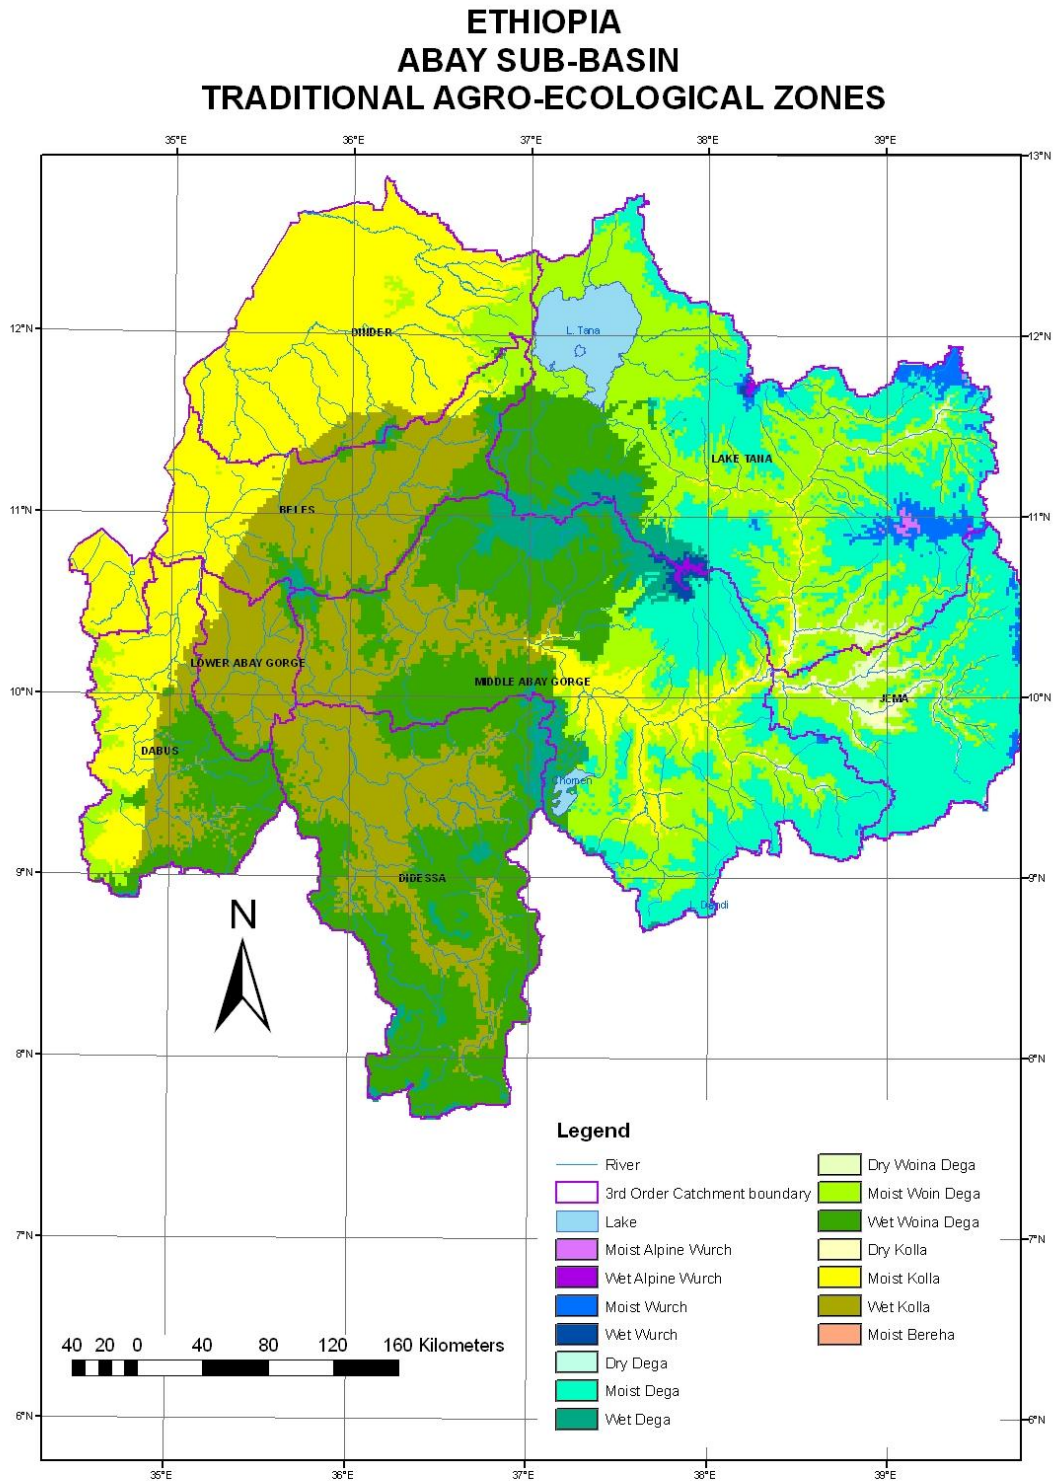 ETHIOPIA
ABAY SUB-BASIN
TRADITIONAL AGRO-ECOLOGICAL ZONES
35°E 36°E 37°E 38°E 39°E
13°N
12°N
DINDER
L. Tana
12°N
LAKE TANA
11°N
BELES
11°N
LOWER ABAY GORGE
MIDDLE ABAY GORGE
10°N
JEMA
10°N
DABUS
Chomen
9°N
DIDESSA
9°N
N
8°N
8°N
Legend
River
3rd Order Catchment boundary
Lake
Moist Alpine Wurch
Wet Alpine Wurch
Moist Wurch
Wet Wurch
Dry Dega
Moist Dega
Wet Dega
Dry Woina Dega
Moist Woin Dega
Wet Woina Dega
Dry Kolla
Moist Kolla
Wet Kolla
Moist Bereha
7°N
7°N
40 20 0 40 80 120 160 Kilometers
6°N
6°N
35°E 36°E 37°E 38°E 39°E